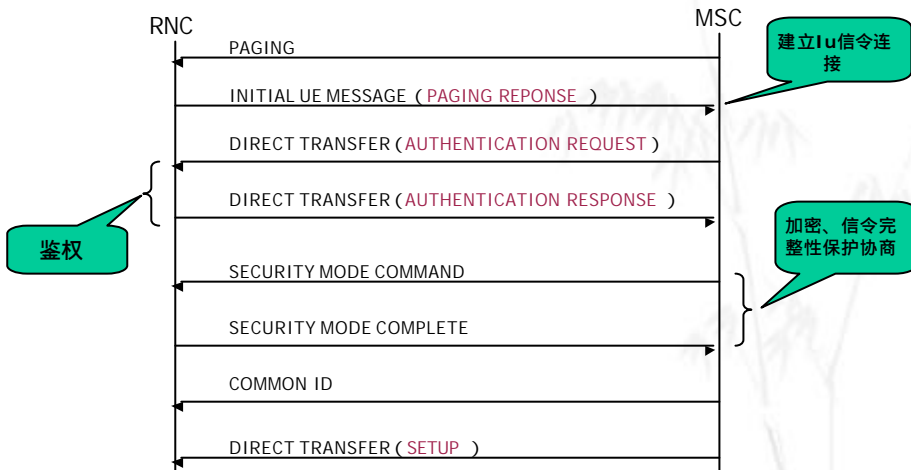 RNC
MSC
建立Iu信令连
接
PAGING
INITIAL UE MESSAGE（PAGING REPONSE ）
DIRECT TRANSFER（AUTHENTICATION REQUEST）
DIRECT TRANSFER（AUTHENTICATION RESPONSE ）
鉴权
加密、信令完
整性保护协商
SECURITY MODE COMMAND
SECURITY MODE COMPLETE
COMMON ID
DIRECT TRANSFER（SETUP ）